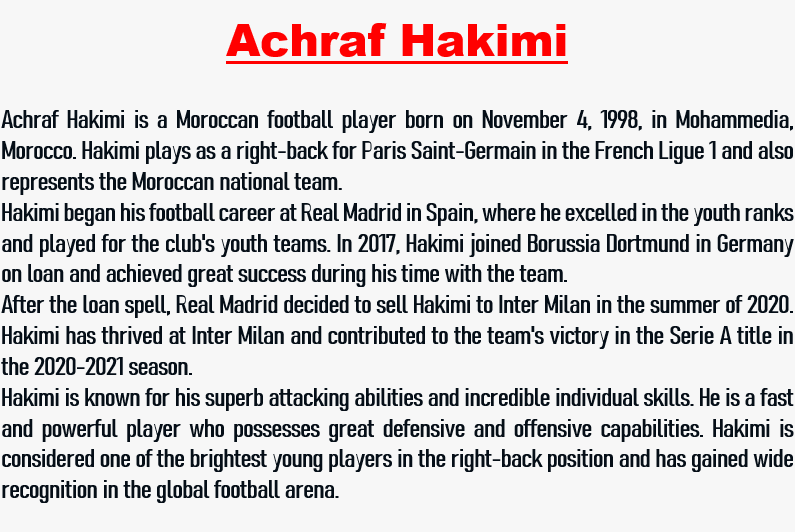 Achraf Hakimi
Achraf Hakimi is a Moroccan football player born on November 4, 1998, in Mohammedia,
Morocco. Hakimi plays as a right-back for Paris Saint-Germain in the French Ligue 1 and also
represents the Moroccan national team.
Hakimi began his football career at Real Madrid in Spain, where he excelled in the youth ranks
and played for the club's youth teams. In 2017, Hakimi joined Borussia Dortmund in Germany
on loan and achieved great success during his time with the team.
After the loan spell, Real Madrid decided to sell Hakimi to Inter Milan in the summer of 2020.
Hakimi has thrived at Inter Milan and contributed to the team's victory in the Serie A title in
the 2020-2021 season.
Hakimi is known for his superb attacking abilities and incredible individual skills. He is a fast
and powerful player who possesses great defensive and offensive capabilities. Hakimi is
considered one of the brightest young players in the right-back position and has gained wide
recognition in the global football arena.